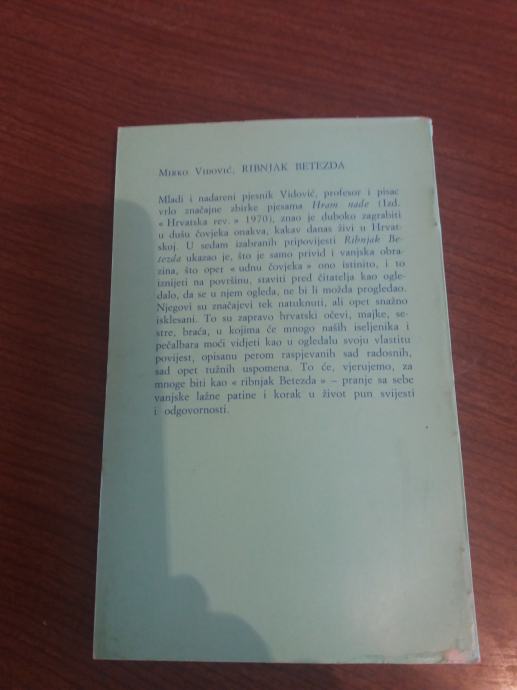 Mirko Vidović, RIBNJAK BETEZDA
Mladi i nadareni pjesnik Vidović, profesor i pisac
vrlo značajne zbirke pjesama Hram nade (Izd.
« Hrvatska rev. » 1970), znao je duboko zagrabiti
u dušu čovjeka onakva, kakav danas živi u Hrvat-
skoj. U sedam izabranih pripovijesti Ribnjak Be-
tezda ukazao je, što je samo privid i vanjska obra-
zina, što opet « udnu čovjeka » ono istinito, i to
iznijeti na površinu, staviti pred čitatelja kao ogle-
dalo, da se u njem ogleda, ne bi li možda progledao.
Njegovi su značajevi tek natuknuti, ali opet snažno
isklesani. To su zapravo hrvatski očevi, majke, se-
stre, braća, u kojima će mnogo naših iseljenika i
pečalbara moći vidjeti kao u ogledalu svoju vlastitu
povijest, opisanu perom raspjevanih sad radosnih,
sad opet tužnih uspomena. To će, vjerujemo, za
mnoge biti kao « ribnjak Betezda » – pranje sa sebe
vanjske lažne patine i korak u život pun svijesti
i odgovornosti.